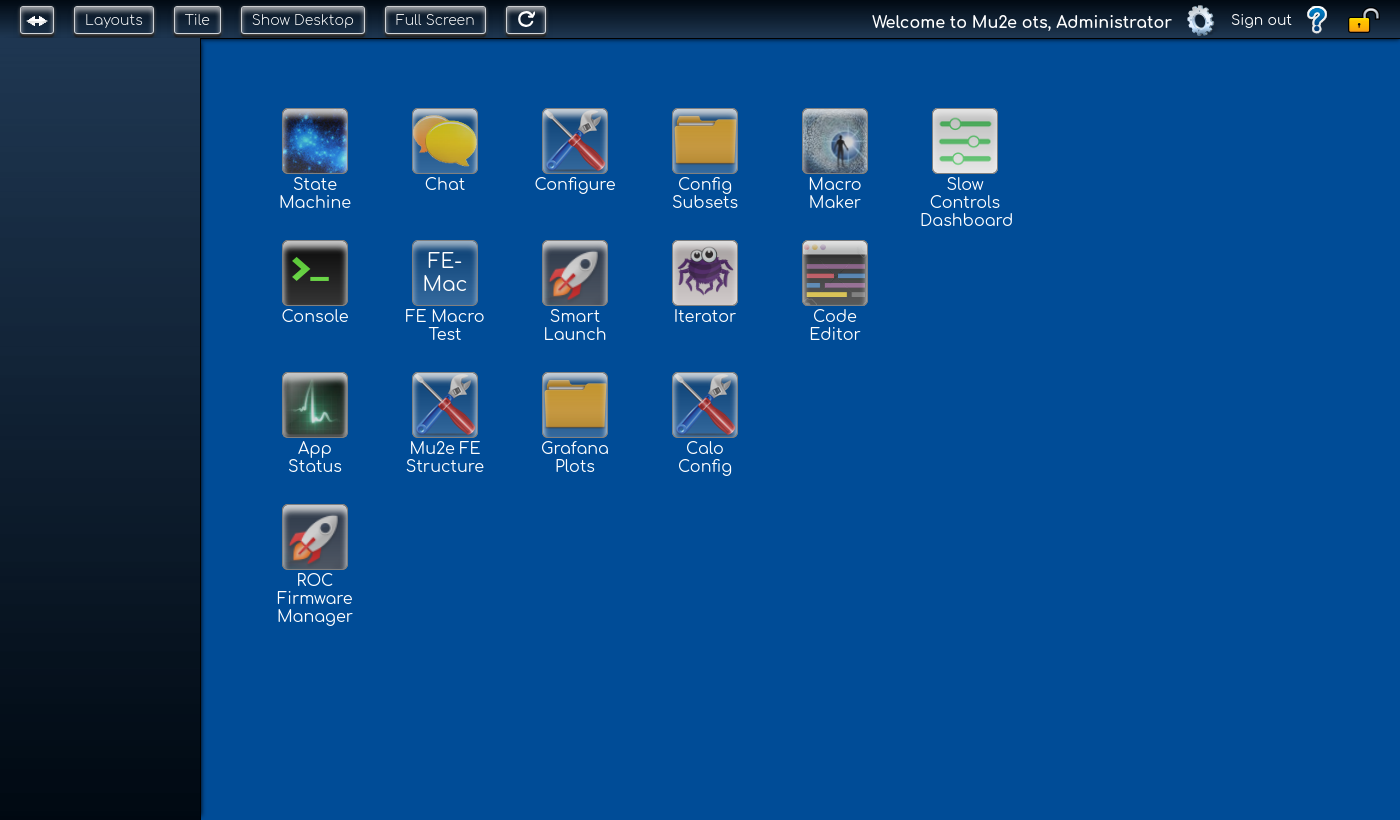 Layouts
Tile
Show Desktop
Full Screen
Welcome to Mu2e ots, Administrator
Sign out
State
Machine
Chat
Configure
Config
Subsets
Macro
Maker
Slow
Controls
Dashboard
Console
FE-
Mac
FE Macro
Test
Smart
Launch
Iterator
Code
Editor
App
Status
Mu2e FE
Structure
Grafana
Plots
Calo
Config
ROC
Firmware
Manager